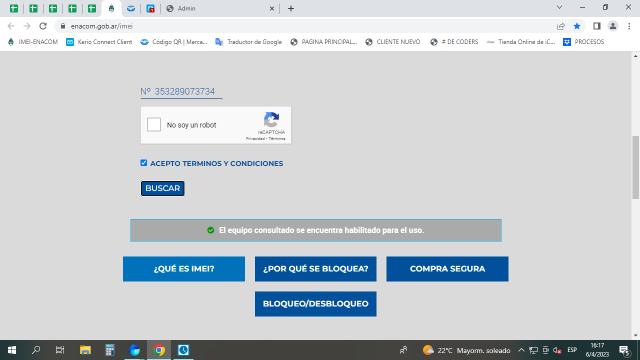 Admin
enacom.gob.ar/imei
IMEI-ENACOM
Kerio Connect Client
Código QR | Merca...
Traductor de Google
PAGINA PRINCIPAL...
CLIENTE NUEVO
# DE CODERS
Tienda Online de iC...
PROCESOS
Nº 353289073734
No soy un robot
reCAPTCHA
Privacidad - Términos
ACEPTO TERMINOS Y CONDICIONES
BUSCAR
El equipo consultado se encuentra habilitado para el uso.
¿QUÉ ES IMEI?
¿POR QUÉ SE BLOQUEA?
COMPRA SEGURA
BLOQUEO/DESBLOQUEO
22°C Mayorm. soleado
ESP
16:17
6/4/2023